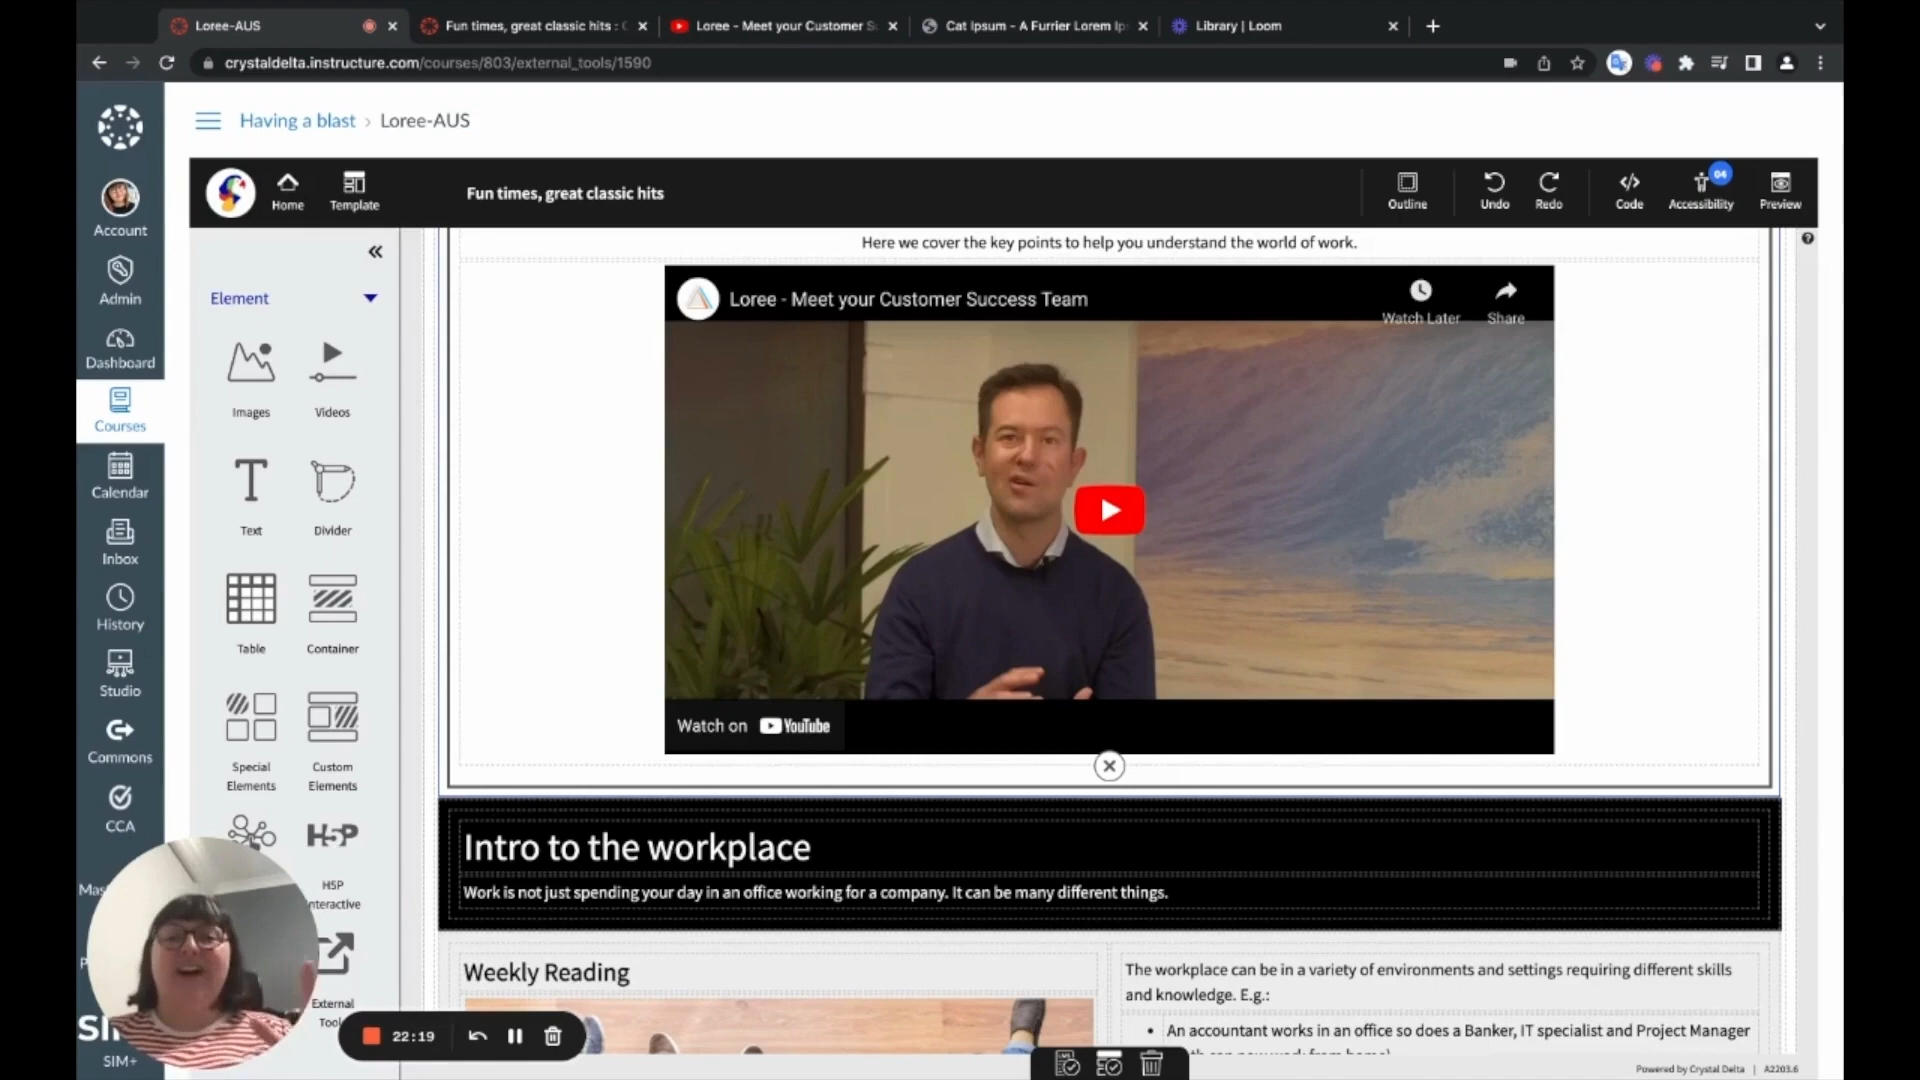 Loree-AUS
Fun times, great classic hits :
Loree - Meet your Customer S
Cat Ipsum - A Furrier Lorem Ip
Library | Loom
crystaldelta.instructure.com/courses/803/external_tools/1590
Having a blast › Loree-AUS
Home
Template
Fun times, great classic hits
Outline
Undo
Redo
Code
04
Accessibility
Preview
Account
Admin
Dashboard
Courses
Calendar
Inbox
History
Studio
Commons
CCA
Mas
SIM+
Element
Images
Videos
Text
Divider
Table
Container
Special
Elements
Custom
Elements
H5P
H5P
Interactive
External
Tool
Here we cover the key points to help you understand the world of work.
Loree - Meet your Customer Success Team
Watch Later
Share
Watch on YouTube
Intro to the workplace
Work is not just spending your day in an office working for a company. It can be many different things.
Weekly Reading
The workplace can be in a variety of environments and settings requiring different skills
and knowledge. E.g.:
• An accountant works in an office so does a Banker, IT specialist and Project Manager
22:19
Powered by Crystal Delta | A2203.6